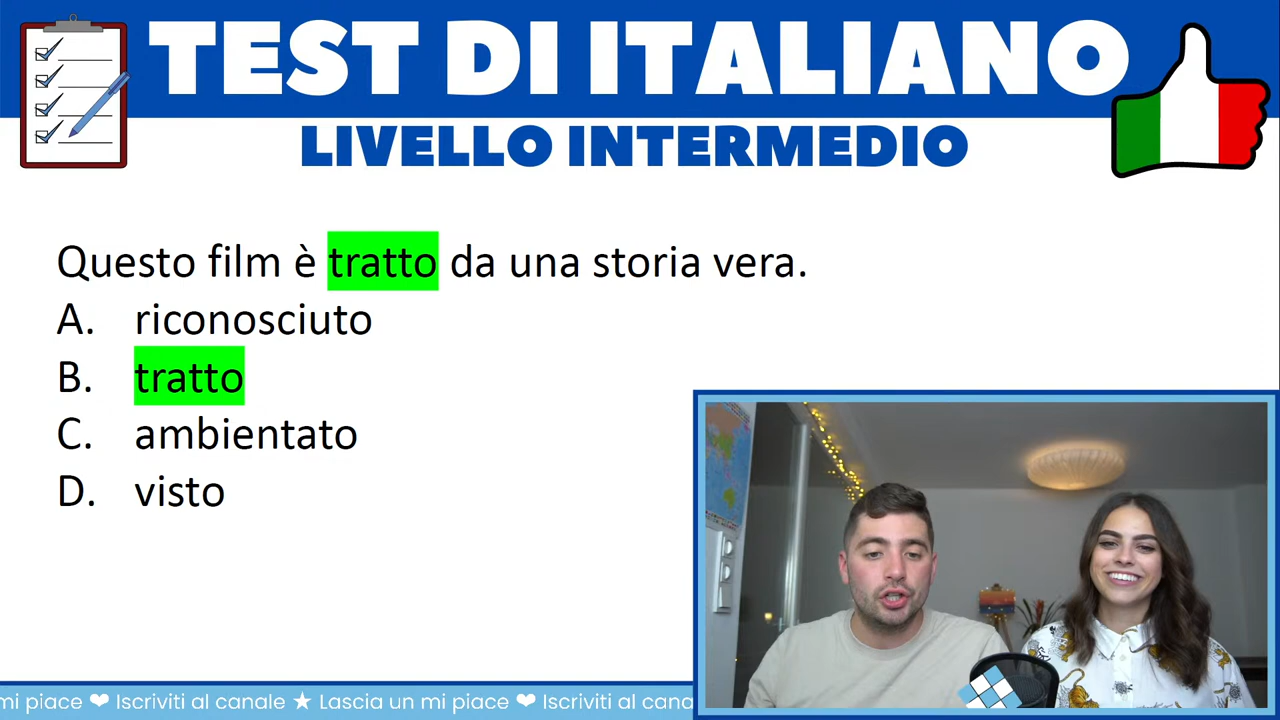 TEST DI ITALIANO
LIVELLO INTERMEDIO
Questo film è tratto da una storia vera.
A. riconosciuto
B. tratto
C. ambientato
D. visto
mi piace ❤ Iscriviti al canale ★ Lascia un mi piace ❤ Iscriviti al cana